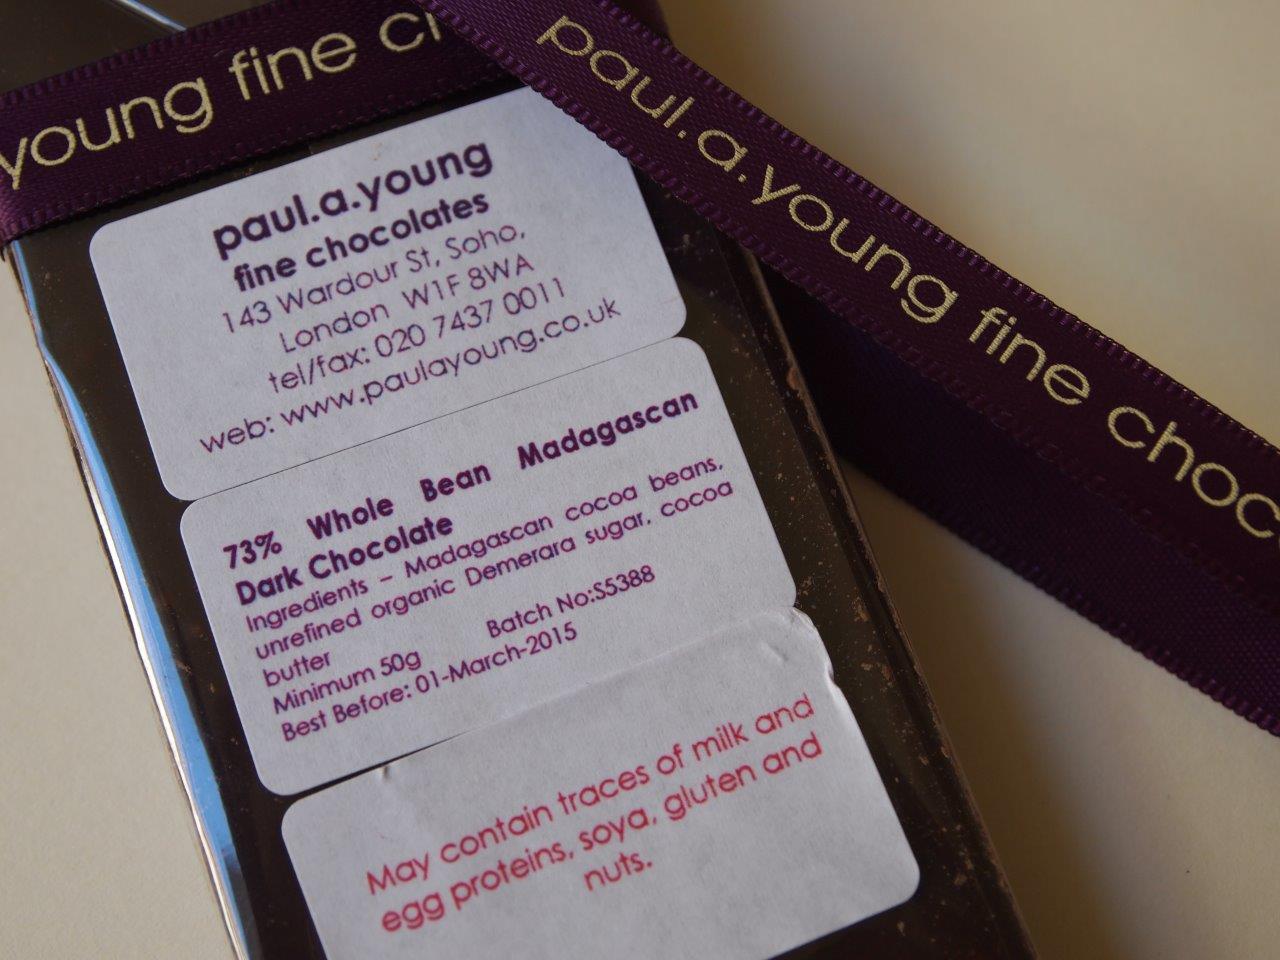 young fine ch
paul.a.young fine choc
paul.a.young
fine chocolates
143 Wardour St, Soho,
London W1F 8WA
tel/fax: 020 7437 0011
web: www.paulayoung.co.uk
73% Whole Bean Madagascan
Dark Chocolate
Ingredients – Madagascan cocoa beans,
unrefined organic Demerara sugar, cocoa
butter
Minimum 50g Batch No:S5388
Best Before: 01-March-2015
May contain traces of milk and
egg proteins, soya, gluten and
nuts.